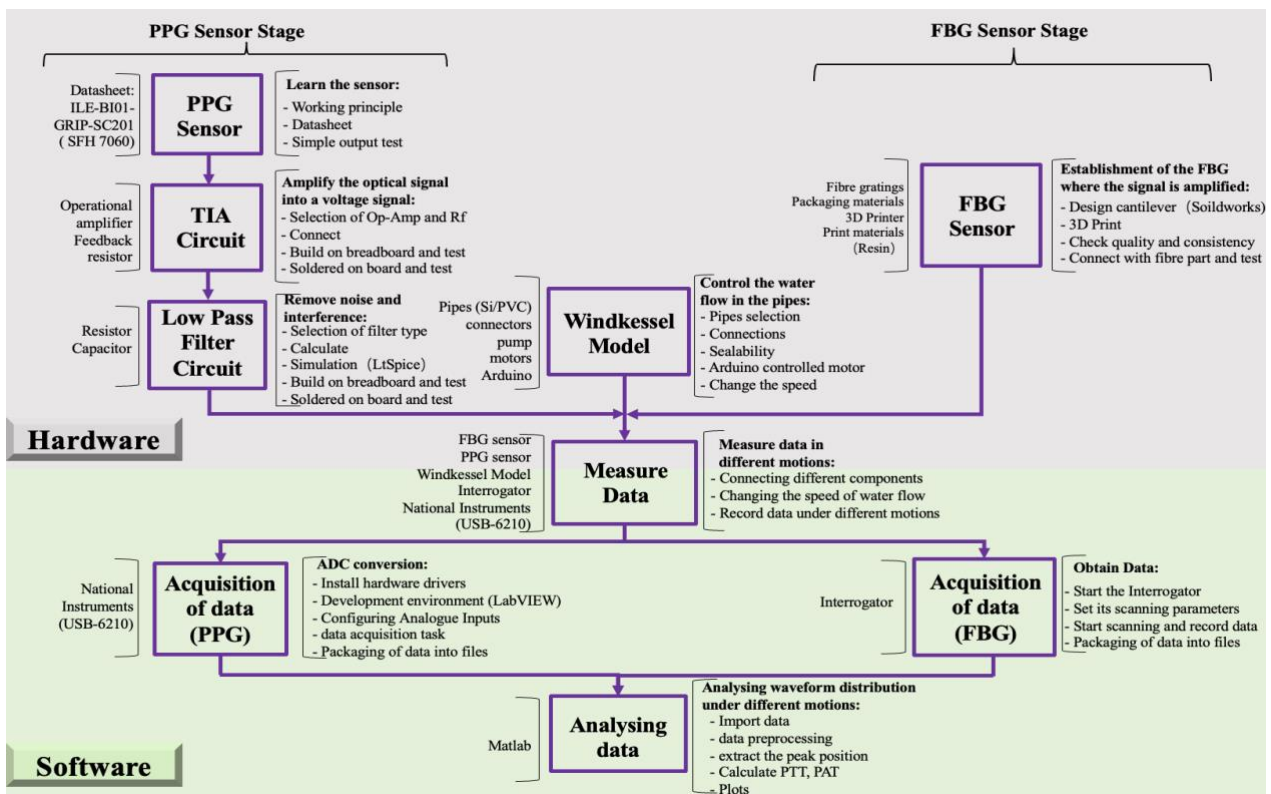 PPG Sensor Stage
FBG Sensor Stage
Datasheet:
ILE-BI01-
GRIP-SC201
( SFH 7060)
PPG
Sensor
Learn the sensor:
- Working principle
- Datasheet
- Simple output test
Operational
amplifier
Feedback
resistor
TIA
Circuit
Amplify the optical signal
into a voltage signal:
- Selection of Op-Amp and Rf
- Connect
- Build on breadboard and test
- Soldered on board and test
Fibre gratings
Packaging materials
3D Printer
Print materials
(Resin)
FBG
Sensor
Establishment of the FBG
where the signal is amplified:
- Design cantilever（Soildworks)
- 3D Print
- Check quality and consistency
- Connect with fibre part and test
Resistor
Capacitor
Low Pass
Filter
Circuit
Remove noise and
interference:
- Selection of filter type
- Calculate
- Simulation（LtSpice）
- Build on breadboard and test
- Soldered on board and test
Pipes (Si/PVC)
connectors
pump
motors
Arduino
Windkessel
Model
Control the water
flow in the pipes:
- Pipes selection
- Connections
- Sealability
- Arduino controlled motor
- Change the speed
Hardware
FBG sensor
PPG sensor
Windkessel Model
Interrogator
National Instruments
(USB-6210)
Measure
Data
Measure data in
different motions:
- Connecting different components
- Changing the speed of water flow
- Record data under different motions
National
Instruments
(USB-6210)
Acquisition
of data
(PPG)
ADC conversion:
- Install hardware drivers
- Development environment (LabVIEW)
- Configuring Analogue Inputs
- data acquisition task
- Packaging of data into files
Interrogator
Acquisition
of data
(FBG)
Obtain Data:
- Start the Interrogator
- Set its scanning parameters
- Start scanning and record data
- Packaging of data into files
Matlab
Analysing
data
Analysing waveform distribution
under different motions:
- Import data
- data preprocessing
- extract the peak position
- Calculate PTT, PAT
- Plots
Software